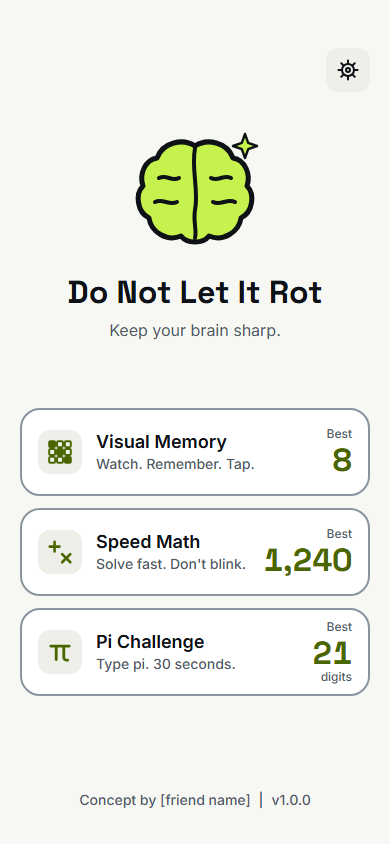 Do Not Let It Rot
Keep your brain sharp.
Visual Memory
Watch. Remember. Tap.
Best
8
Speed Math
Solve fast. Don't blink.
Best
1,240
π
Pi Challenge
Type pi. 30 seconds.
Best
21
digits
Concept by [friend name] | v1.0.0